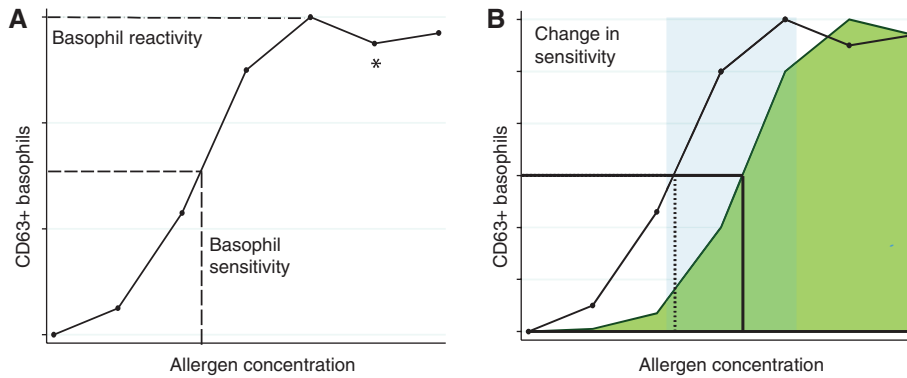 A
Basophil reactivity
*
Basophil
sensitivity
CD63+ basophils
Allergen concentration
B
Change in
sensitivity
CD63+ basophils
Allergen concentration